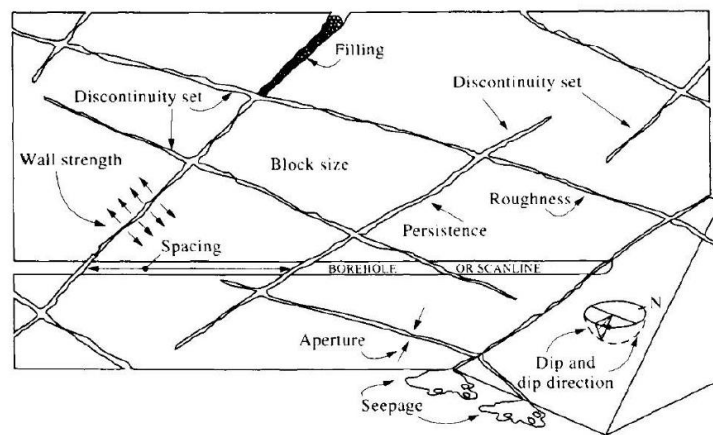 Filling
Discontinuity set
Discontinuity set
Wall strength
Block size
Roughness
Persistence
Spacing
BOREHOLE OR SCANLINE
N
Aperture
Dip and
dip direction
Seepage